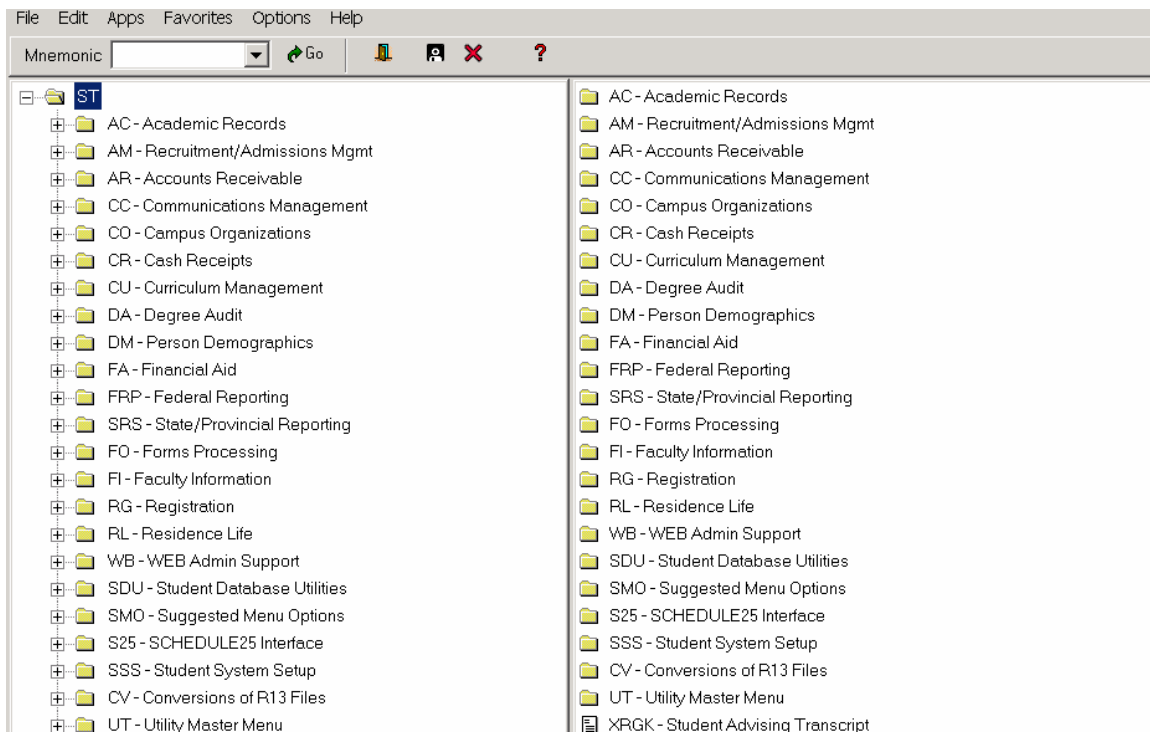 File Edit Apps Favorites Options Help
Mnemonic Go ?
ST
AC - Academic Records
AM - Recruitment/Admissions Mgmt
AR - Accounts Receivable
CC - Communications Management
CO - Campus Organizations
CR - Cash Receipts
CU - Curriculum Management
DA - Degree Audit
DM - Person Demographics
FA - Financial Aid
FRP - Federal Reporting
SRS - State/Provincial Reporting
FO - Forms Processing
FI - Faculty Information
RG - Registration
RL - Residence Life
WB - WEB Admin Support
SDU - Student Database Utilities
SMO - Suggested Menu Options
S25 - SCHEDULE25 Interface
SSS - Student System Setup
CV - Conversions of R13 Files
UT - Utility Master Menu
AC - Academic Records
AM - Recruitment/Admissions Mgmt
AR - Accounts Receivable
CC - Communications Management
CO - Campus Organizations
CR - Cash Receipts
CU - Curriculum Management
DA - Degree Audit
DM - Person Demographics
FA - Financial Aid
FRP - Federal Reporting
SRS - State/Provincial Reporting
FO - Forms Processing
FI - Faculty Information
RG - Registration
RL - Residence Life
WB - WEB Admin Support
SDU - Student Database Utilities
SMO - Suggested Menu Options
S25 - SCHEDULE25 Interface
SSS - Student System Setup
CV - Conversions of R13 Files
UT - Utility Master Menu
XRGK - Student Advising Transcript